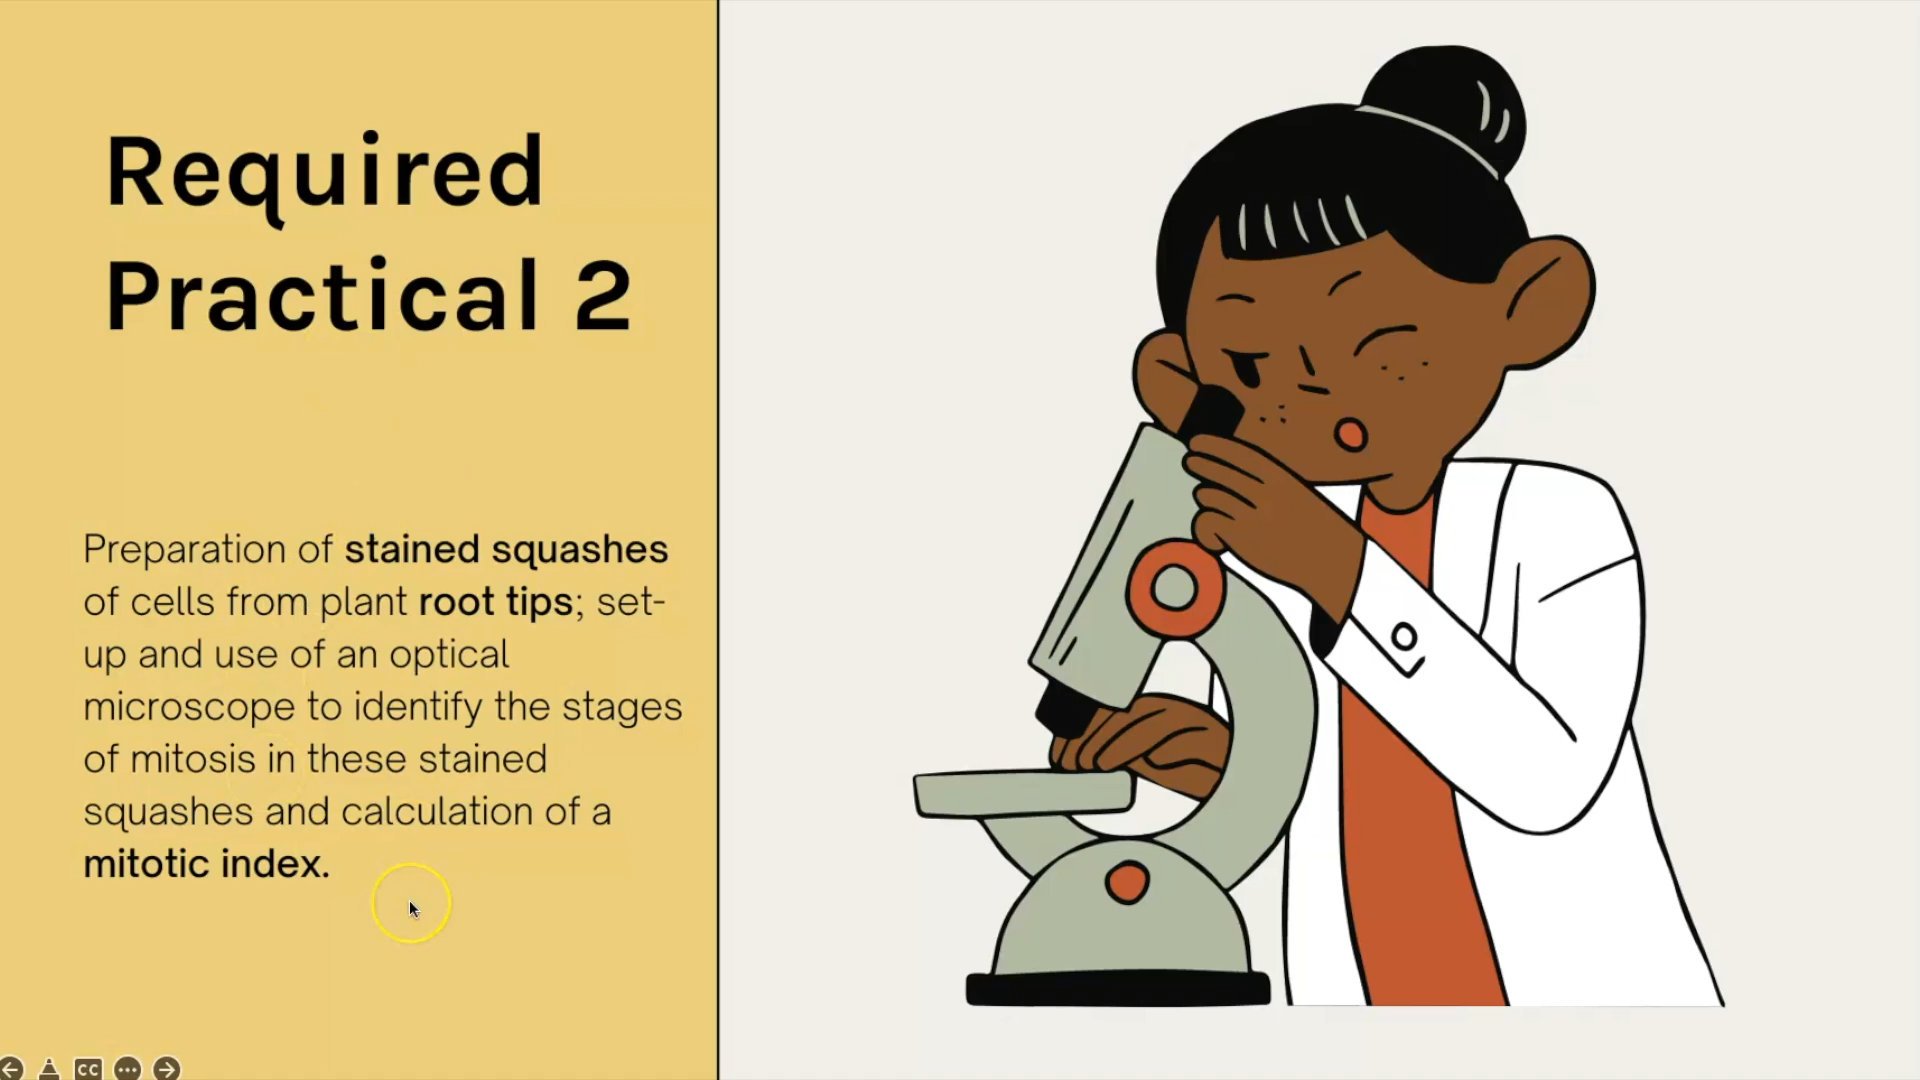 Required
Practical 2
Preparation of stained squashes
of cells from plant root tips; set-
up and use of an optical
microscope to identify the stages
of mitosis in these stained
squashes and calculation of a
mitotic index.
CC